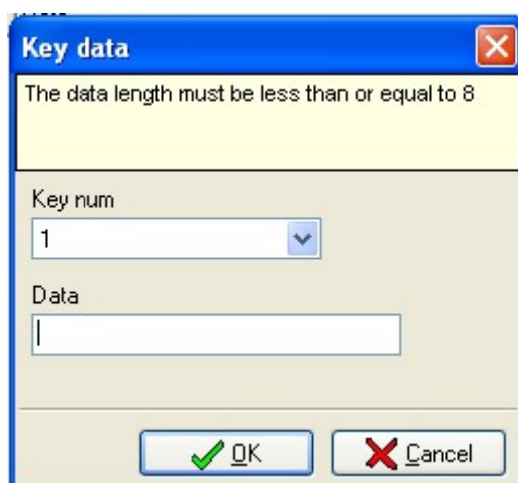 Key data
The data length must be less than or equal to 8
Key num
1
Data
OK
Cancel